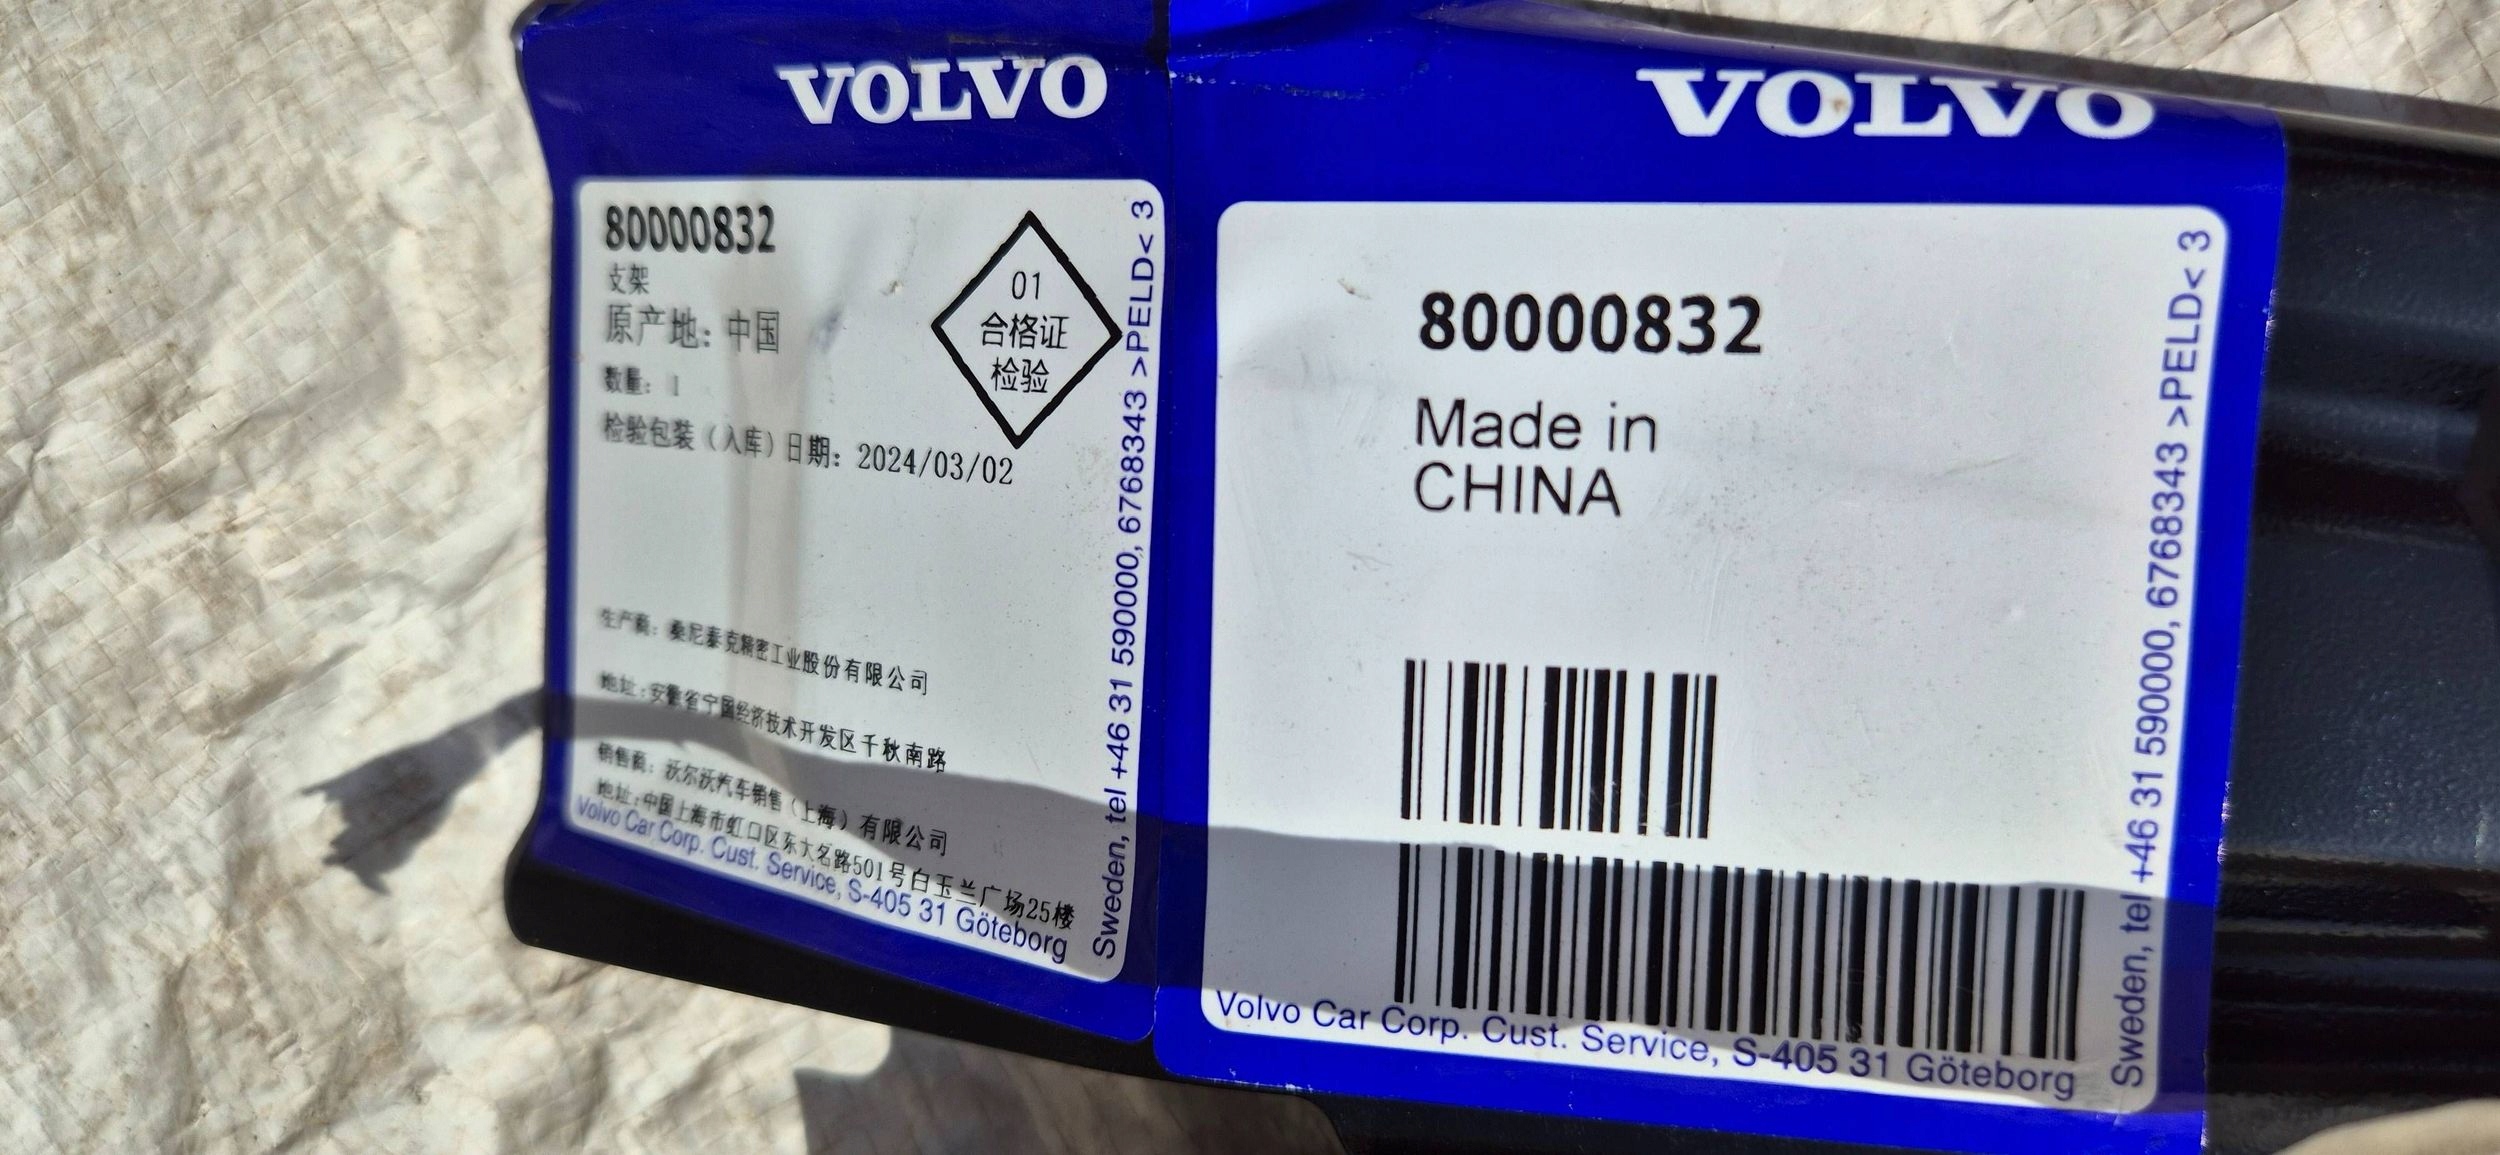 VOLVO
80000832
支架
原产地：中国
数量：1
检验包装（入库）日期：2024/03/02
01
合格证
检验
生产商：桑尼泰克精密工业股份有限公司
地址：安徽省宁国经济技术开发区千秋南路
销售商：沃尔沃汽车销售（上海）有限公司
地址：中国上海市虹口区东大名路501号白玉兰广场25楼
Volvo Car Corp. Cust. Service, S-405 31 Göteborg
Sweden, tel +46 31 590000, 6768343 >PELD< 3
VOLVO
80000832
Made in
CHINA
Volvo Car Corp. Cust. Service, S-405 31 Göteborg
Sweden, tel +46 31 590000, 6768343 >PELD< 3